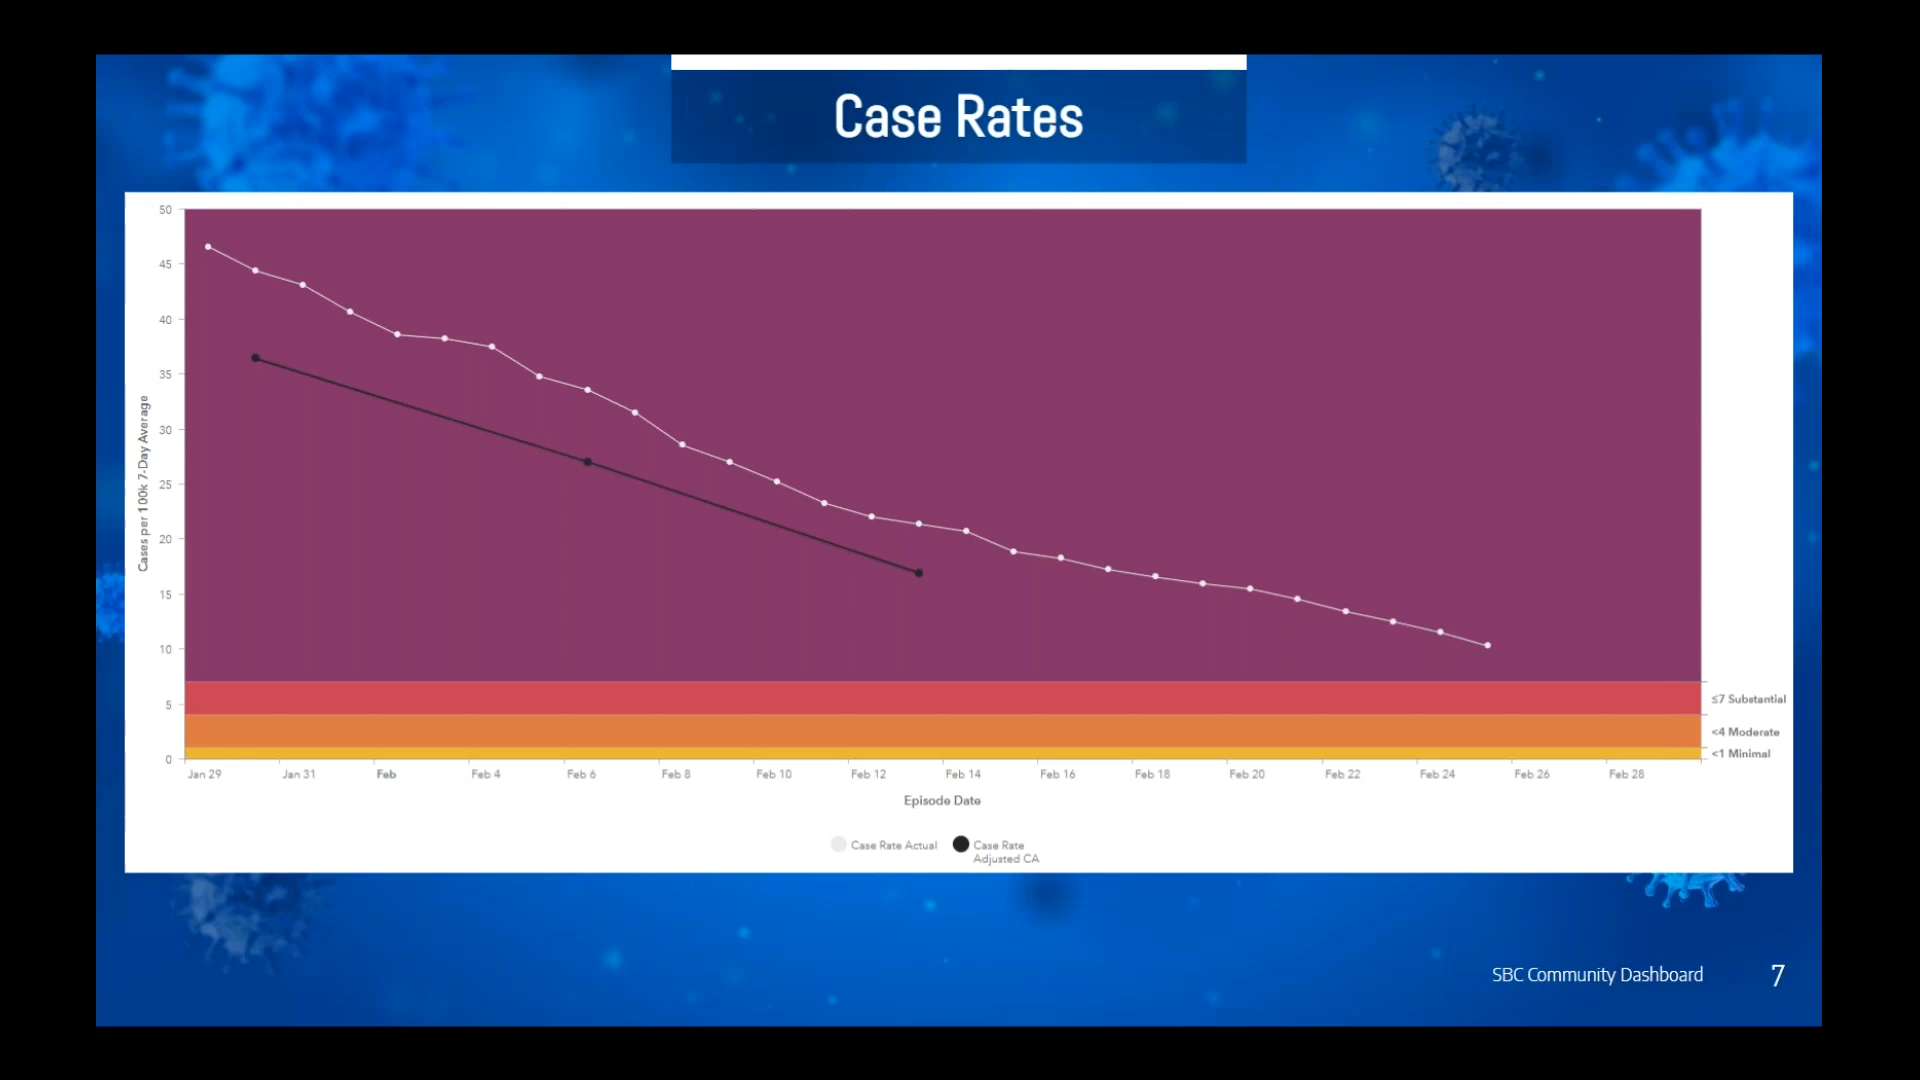 Case Rates
50
45
40
35
30
25
20
15
10
5
0
Cases per 100k 7-Day Average
≤7 Substantial
<4 Moderate
<1 Minimal
Jan 29 Jan 31 Feb Feb 4 Feb 6 Feb 8 Feb 10 Feb 12 Feb 14 Feb 16 Feb 18 Feb 20 Feb 22 Feb 24 Feb 26 Feb 28
Episode Date
Case Rate Actual
Case Rate
Adjusted CA
SBC Community Dashboard 7